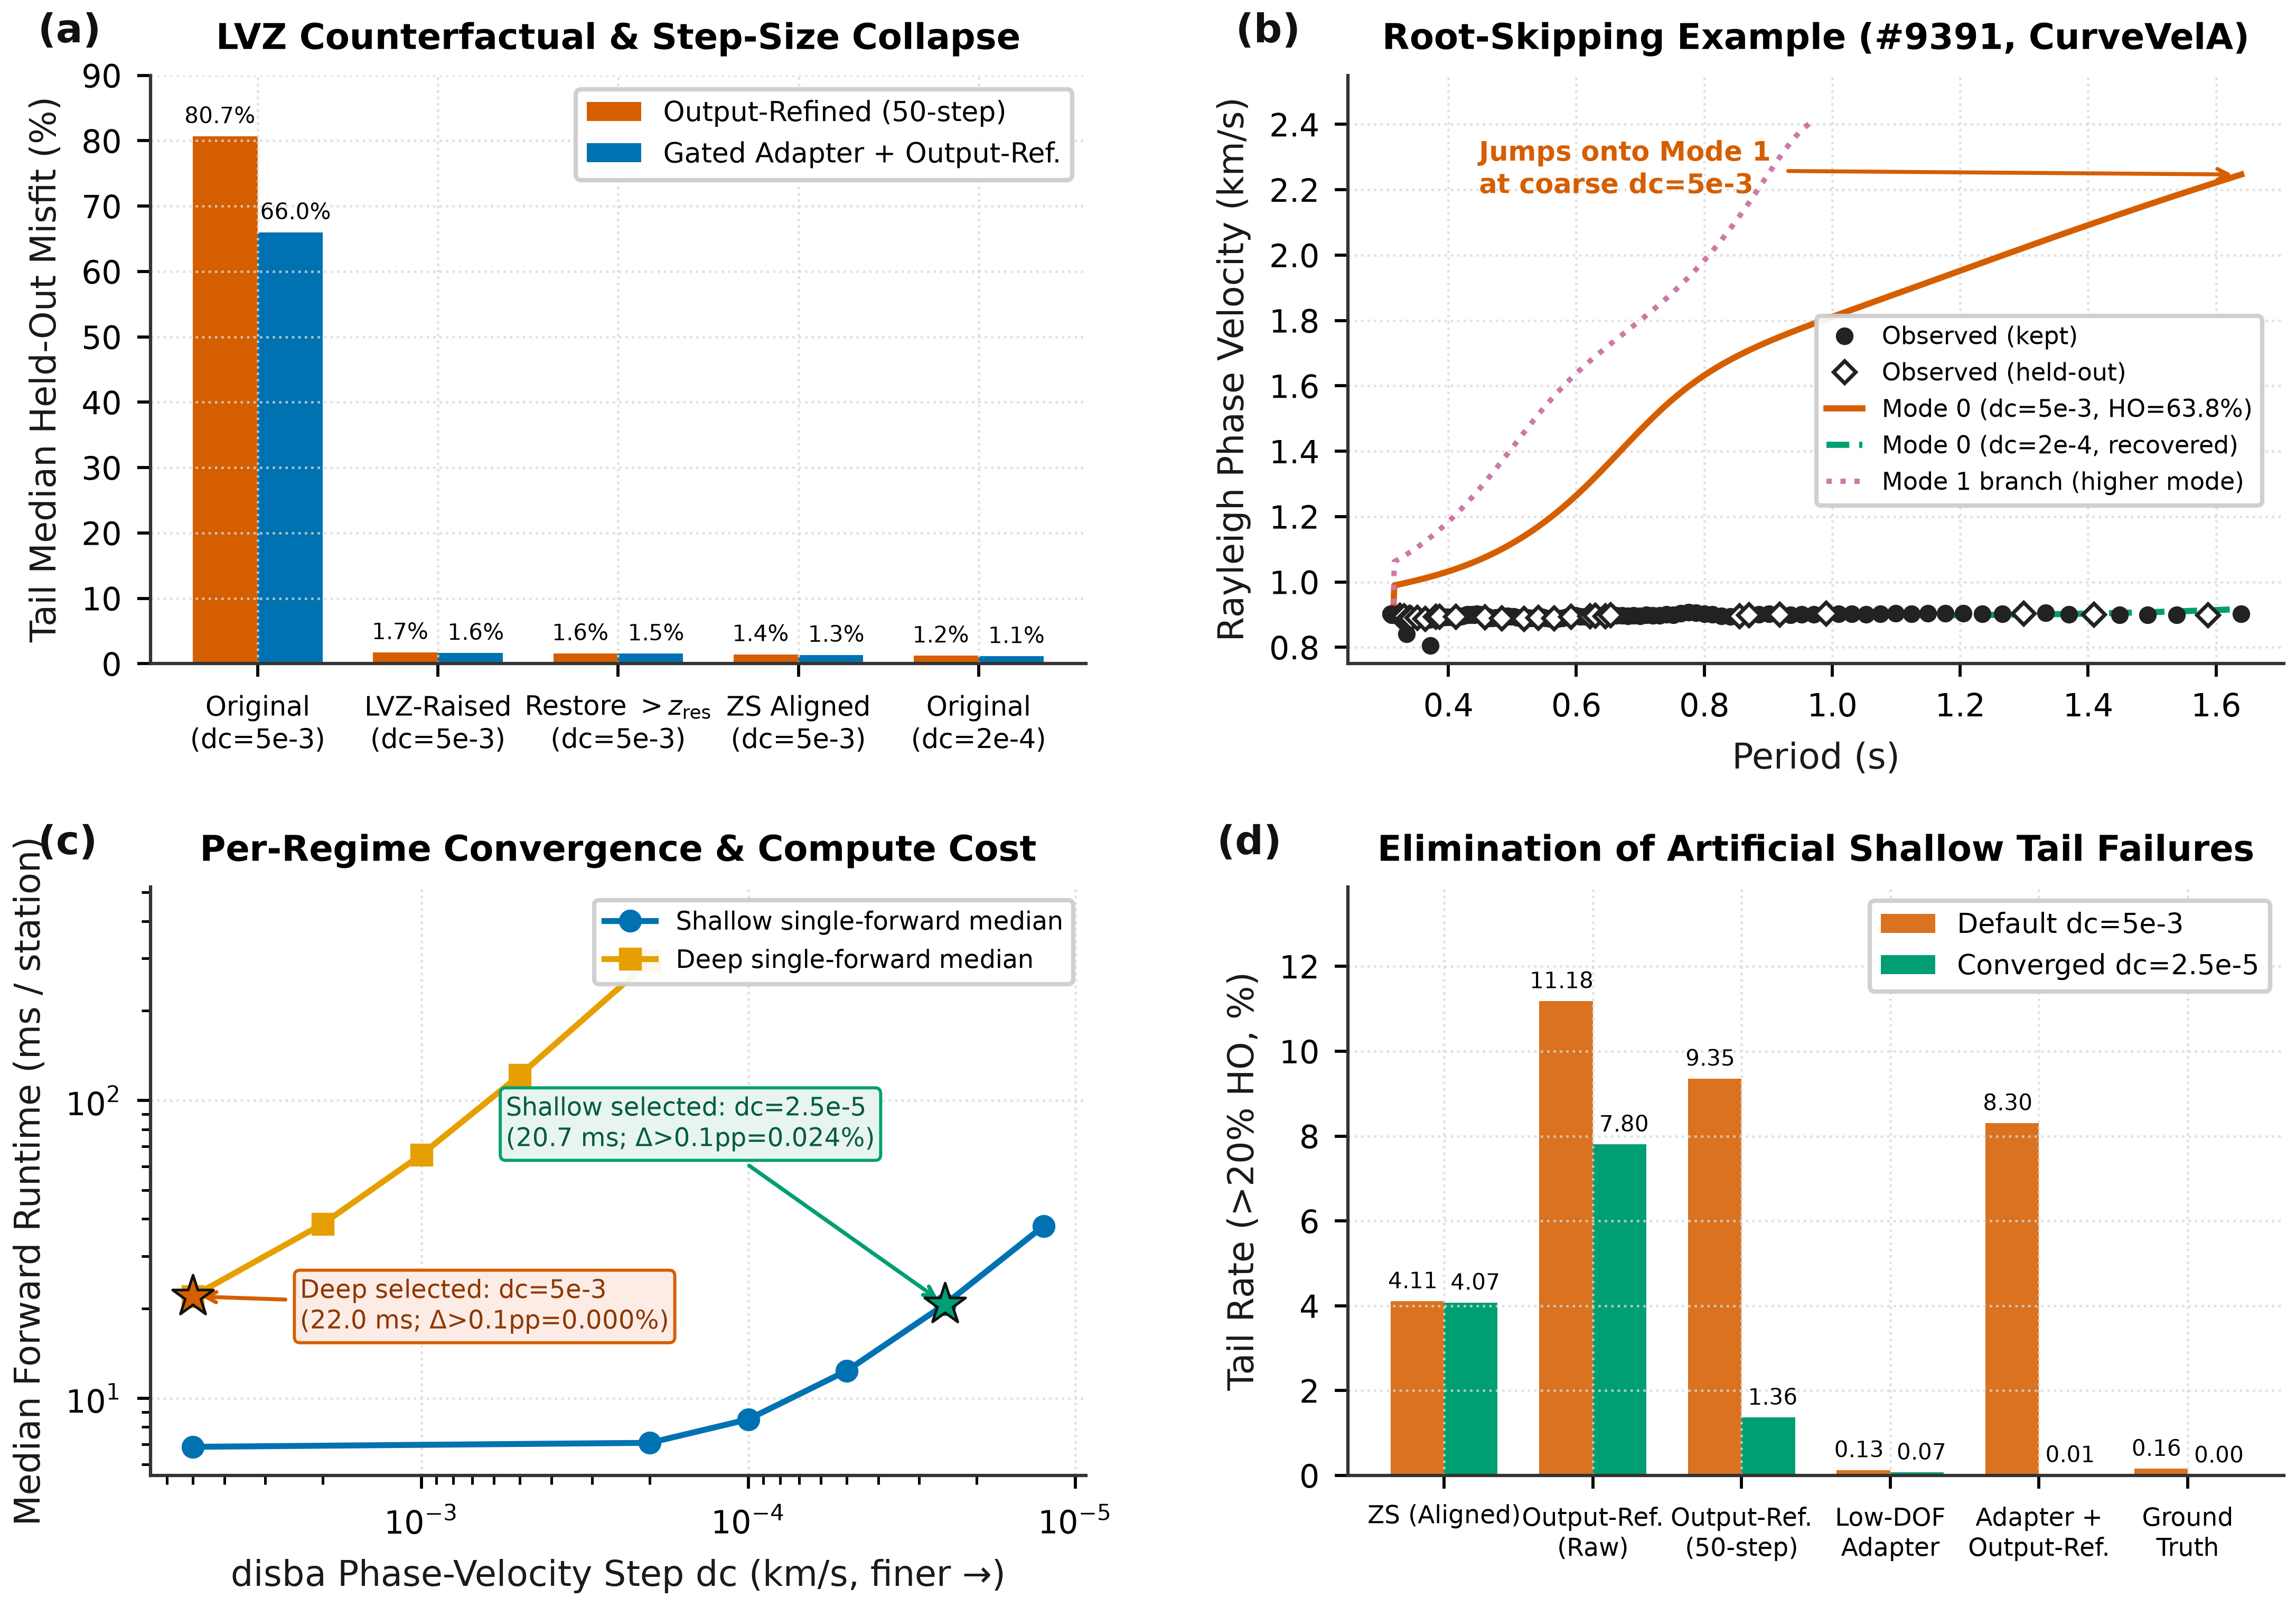 (a)
LVZ Counterfactual & Step-Size Collapse
Tail Median Held-Out Misfit (%)
90
80
70
60
50
40
30
20
10
0
Output-Refined (50-step)
Gated Adapter + Output-Ref.
80.7%
66.0%
1.7%
1.6%
1.6%
1.5%
1.4%
1.3%
1.2%
1.1%
Original
(dc=5e-3)
LVZ-Raised
(dc=5e-3)
Restore > z_res
(dc=5e-3)
ZS Aligned
(dc=5e-3)
Original
(dc=2e-4)
(b)
Root-Skipping Example (#9391, CurveVelA)
Rayleigh Phase Velocity (km/s)
2.4
2.2
2.0
1.8
1.6
1.4
1.2
1.0
0.8
Jumps onto Mode 1
at coarse dc=5e-3
Observed (kept)
Observed (held-out)
Mode 0 (dc=5e-3, HO=63.8%)
Mode 0 (dc=2e-4, recovered)
Mode 1 branch (higher mode)
0.4
0.6
0.8
1.0
1.2
1.4
1.6
Period (s)
(c)
Per-Regime Convergence & Compute Cost
Median Forward Runtime (ms / station)
10²
10¹
Shallow single-forward median
Deep single-forward median
Shallow selected: dc=2.5e-5
(20.7 ms; Δ>0.1pp=0.024%)
Deep selected: dc=5e-3
(22.0 ms; Δ>0.1pp=0.000%)
10⁻³
10⁻⁴
10⁻⁵
disba Phase-Velocity Step dc (km/s, finer →)
(d)
Elimination of Artificial Shallow Tail Failures
Tail Rate (>20% HO, %)
12
10
8
6
4
2
0
Default dc=5e-3
Converged dc=2.5e-5
4.11
4.07
11.18
7.80
9.35
1.36
0.13
0.07
8.30
0.01
0.16
0.00
ZS (Aligned)
Output-Ref.
(Raw)
Output-Ref.
(50-step)
Low-DOF
Adapter
Adapter +
Output-Ref.
Ground
Truth